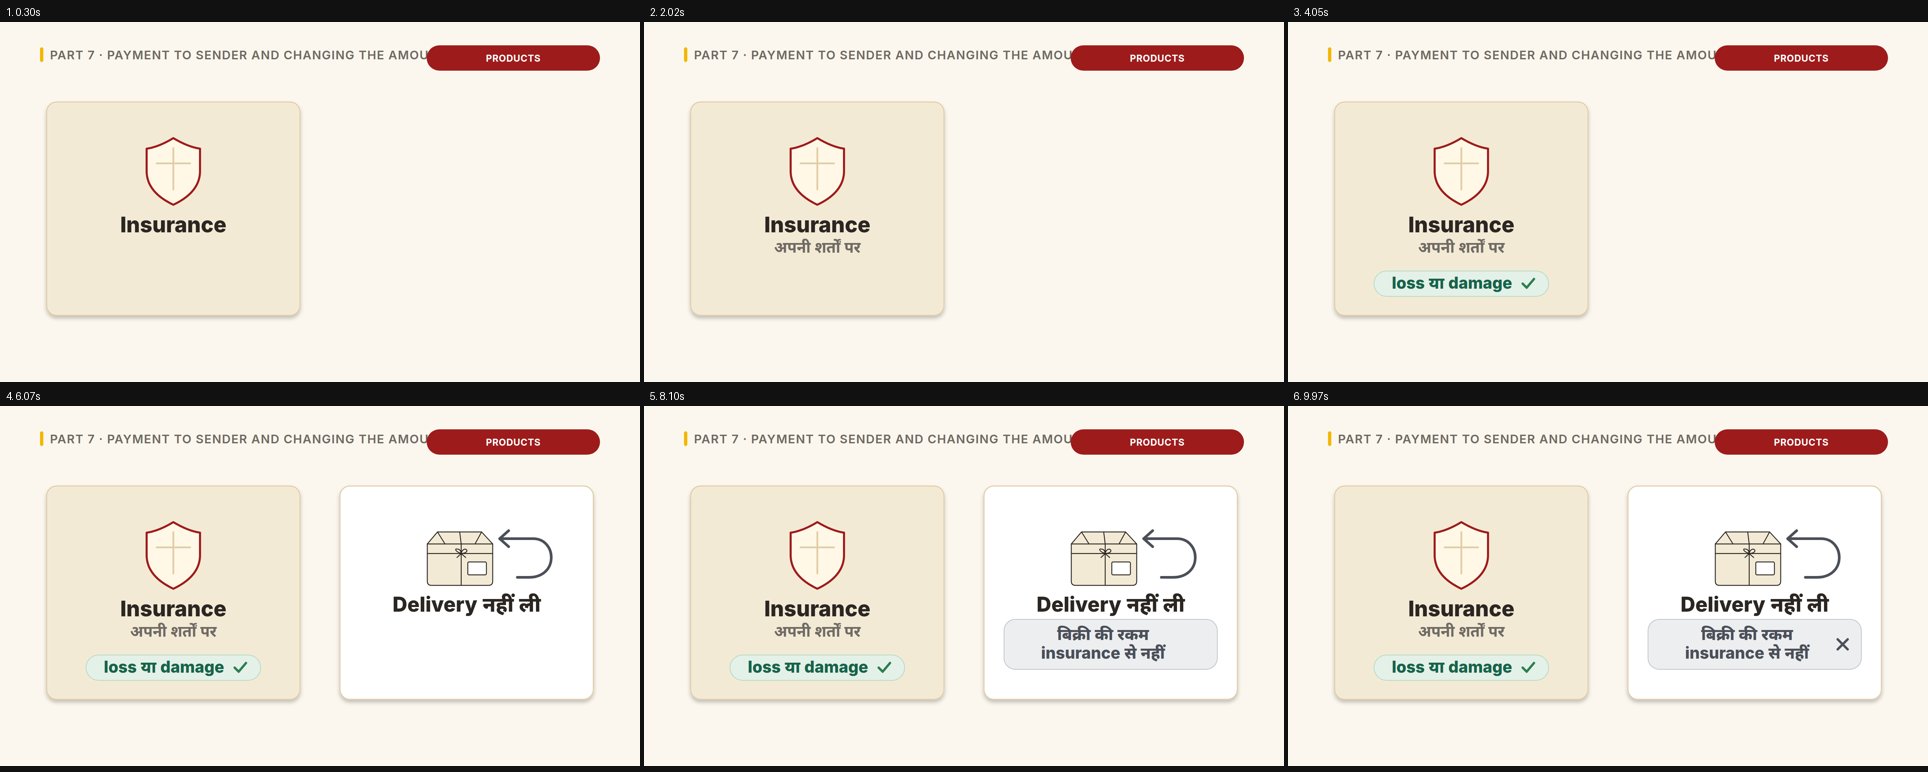 1. 0.30s
PART 7 · PAYMENT TO SENDER AND CHANGING THE AMOU
PRODUCTS
Insurance
2. 2.02s
PART 7 · PAYMENT TO SENDER AND CHANGING THE AMOU
PRODUCTS
Insurance
अपनी शर्तों पर
3. 4.05s
PART 7 · PAYMENT TO SENDER AND CHANGING THE AMOU
PRODUCTS
Insurance
अपनी शर्तों पर
loss या damage ✓
4. 6.07s
PART 7 · PAYMENT TO SENDER AND CHANGING THE AMOU
PRODUCTS
Insurance
अपनी शर्तों पर
loss या damage ✓
Delivery नहीं ली
5. 8.10s
PART 7 · PAYMENT TO SENDER AND CHANGING THE AMOU
PRODUCTS
Insurance
अपनी शर्तों पर
loss या damage ✓
Delivery नहीं ली
बिक्री की रकम
insurance से नहीं
6. 9.97s
PART 7 · PAYMENT TO SENDER AND CHANGING THE AMOU
PRODUCTS
Insurance
अपनी शर्तों पर
loss या damage ✓
Delivery नहीं ली
बिक्री की रकम
insurance से नहीं ✕